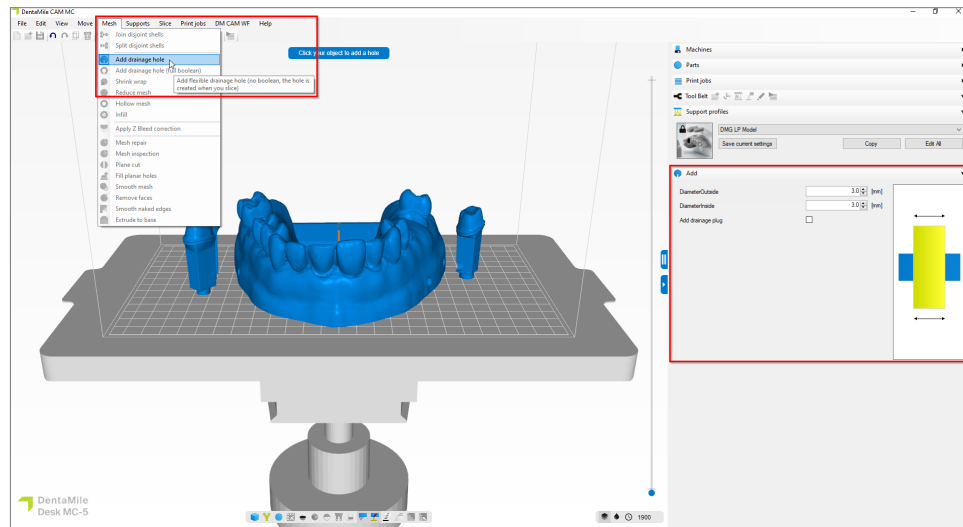 DentaMile CAM MC
File Edit View Move Mesh Supports Slice Print jobs DM CAM WF Help
Join disjoint shells
Split disjoint shells
Add drainage hole
Add drainage hole (full boolean)
Add flexible drainage hole (no boolean, the hole is
created when you slice)
Shrink wrap
Reduce mesh
Hollow mesh
Infill
Apply Z Bleed correction
Mesh repair
Mesh inspection
Plane cut
Fill planar holes
Smooth mesh
Remove faces
Smooth naked edges
Extrude to base
Click your object to add a hole
Machines
Parts
Print jobs
Tool Belt
Support profiles
DMG LP Model
Save current settings Copy Edit All
Add
DiameterOutside 3.0 [mm]
DiameterInside 3.0 [mm]
Add drainage plug
DentaMile
Desk MC-5
1900